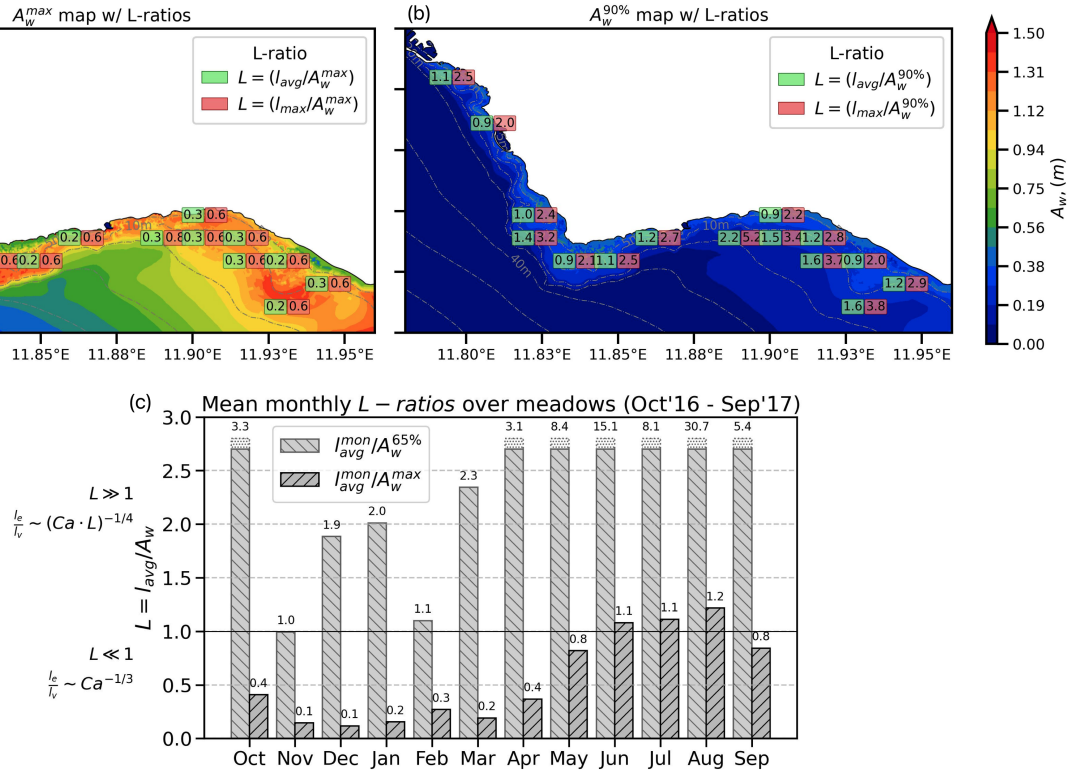 A_w^max map w/ L-ratios
L-ratio
L = (l_avg/A_w^max)
L = (l_max/A_w^max)
10m
0.3 0.6
0.2 0.6 0.3 0.8 0.3 0.6 0.3 0.6
0.6 0.2 0.6 0.3 0.6 0.2 0.6
0.3 0.6
0.2 0.6
11.85°E 11.88°E 11.90°E 11.93°E 11.95°E
(b) A_w^90% map w/ L-ratios
L-ratio
L = (l_avg/A_w^90%)
L = (l_max/A_w^90%)
1.1 2.5
0.9 2.0
1.0 2.4 0.9 2.2
10m
1.4 3.2 1.2 2.7 2.2 5.2 1.5 3.4 1.2 2.8
40m
0.9 2.1 1.1 2.5 1.6 3.7 0.9 2.0
1.2 2.9
1.6 3.8
11.80°E 11.83°E 11.85°E 11.88°E 11.90°E 11.93°E 11.95°E
1.50
1.31
1.12
0.94
0.75
0.56
0.38
0.19
0.00
A_w, (m)
(c) Mean monthly L − ratios over meadows (Oct'16 - Sep'17)
l_avg^mon/A_w^65%
l_avg^mon/A_w^max
3.0
2.5
2.0
1.5
1.0
0.5
0.0
L = l_avg/A_w
L ≫ 1
l_e/l_v ~ (Ca · L)^−1/4
L ≪ 1
l_e/l_v ~ Ca^−1/3
3.3 1.0 1.9 2.0 1.1 2.3 3.1 8.4 15.1 8.1 30.7 5.4
0.4 0.1 0.1 0.2 0.3 0.2 0.4 0.8 1.1 1.1 1.2 0.8
Oct Nov Dec Jan Feb Mar Apr May Jun Jul Aug Sep